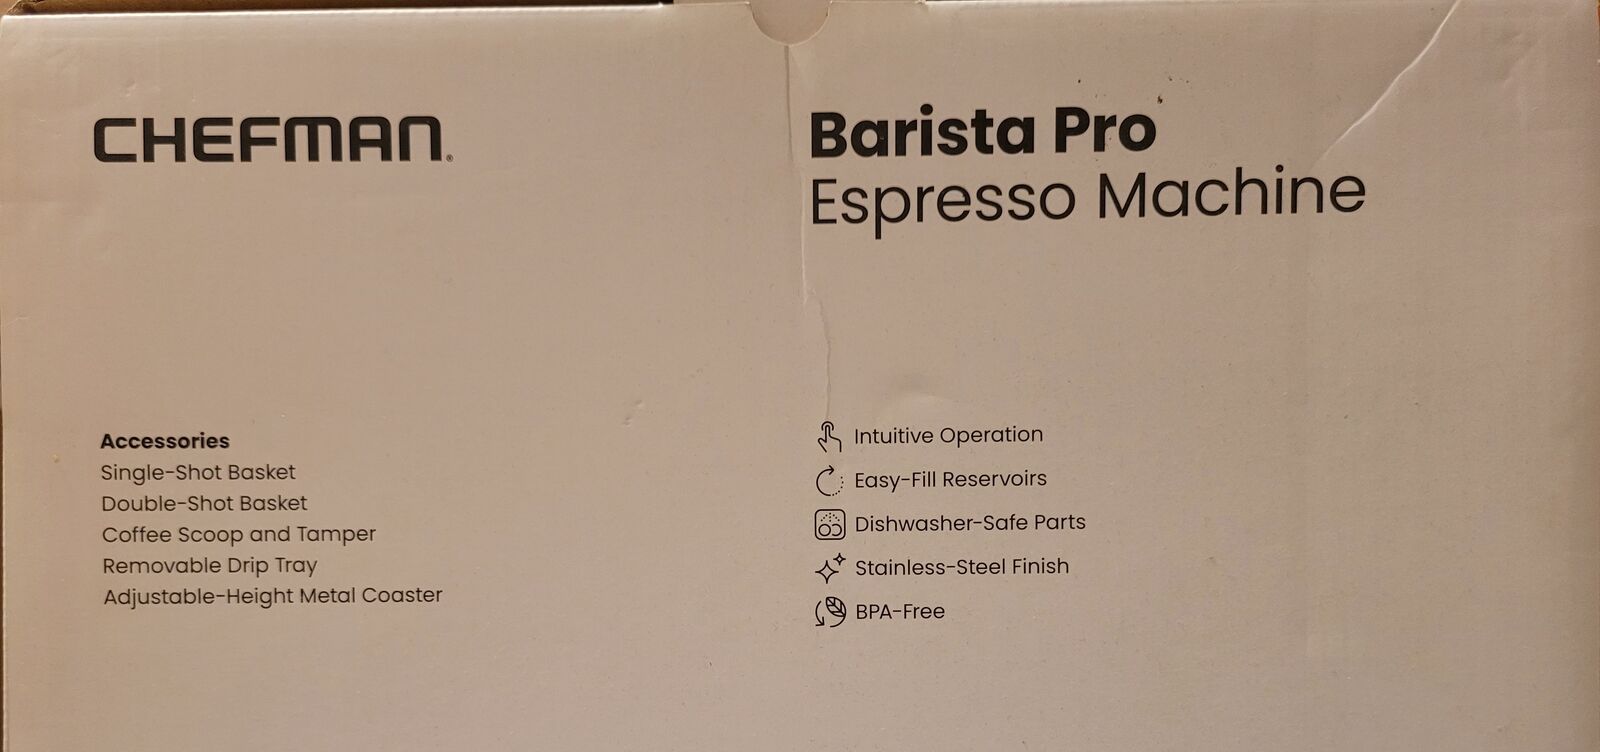 CHEFMAN®
Barista Pro
Espresso Machine
Accessories
Single-Shot Basket
Double-Shot Basket
Coffee Scoop and Tamper
Removable Drip Tray
Adjustable-Height Metal Coaster
Intuitive Operation
Easy-Fill Reservoirs
Dishwasher-Safe Parts
Stainless-Steel Finish
BPA-Free